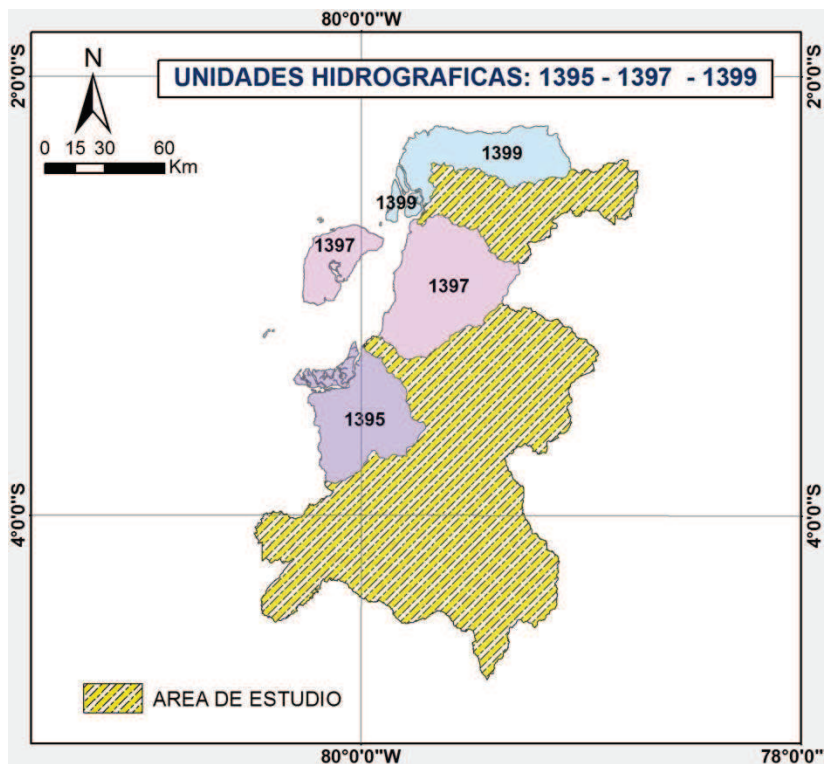 80°0'0"W
2°0'0"S
2°0'0"S
UNIDADES HIDROGRAFICAS: 1395 - 1397 - 1399
N
0 15 30 60
Km
1399
1399
1397
1397
1395
4°0'0"S
4°0'0"S
AREA DE ESTUDIO
80°0'0"W
78°0'0"W